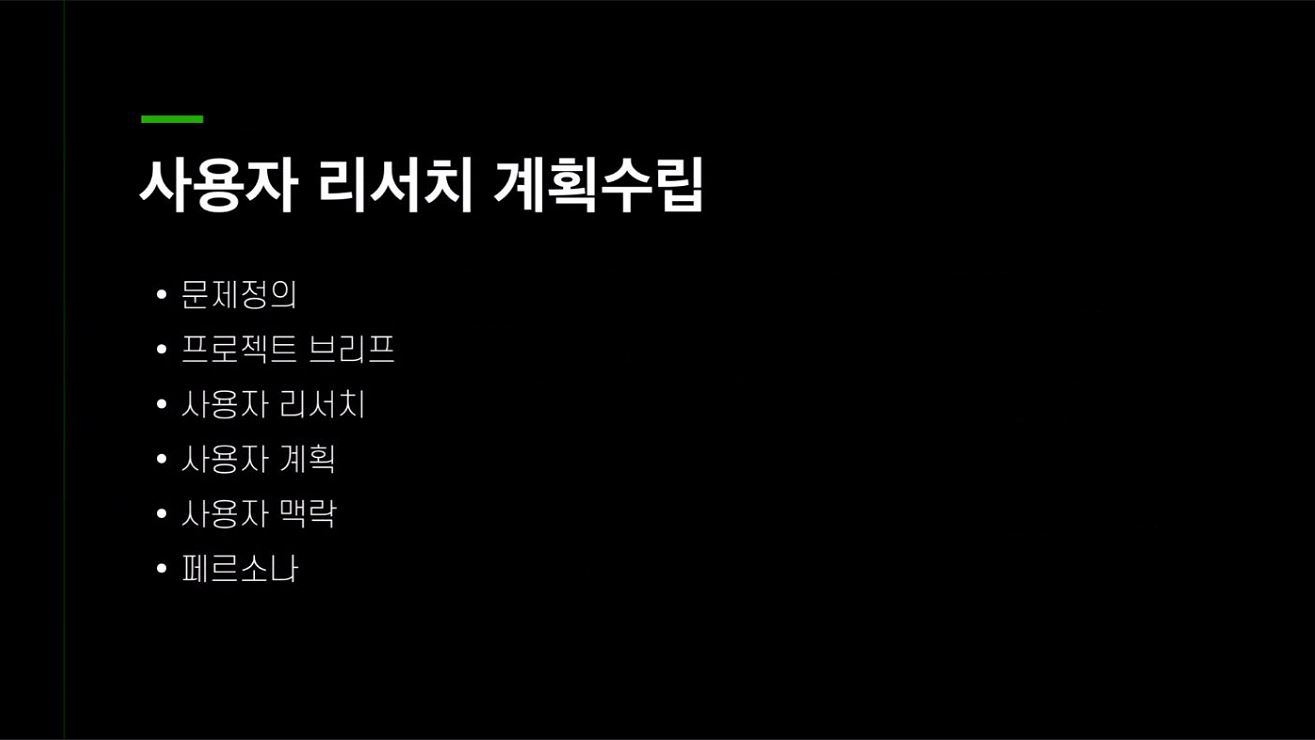 사용자 리서치 계획수립
• 문제정의
• 프로젝트 브리프
• 사용자 리서치
• 사용자 계획
• 사용자 맥락
• 페르소나